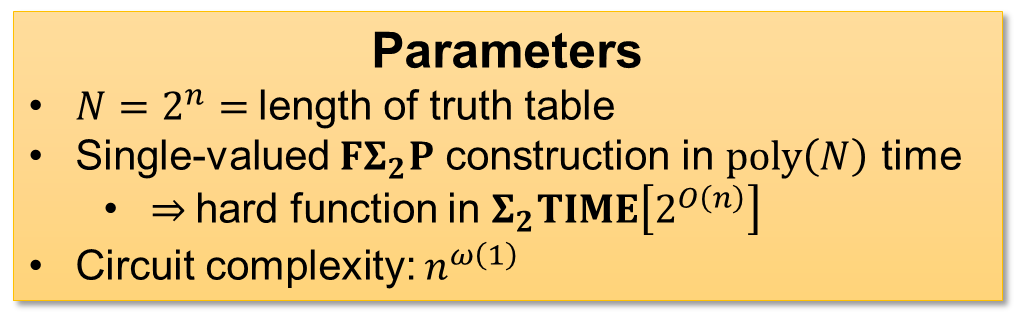 Parameters
• N = 2ⁿ = length of truth table
• Single-valued FΣ₂P construction in poly(N) time
• ⇒ hard function in Σ₂TIME[2^{O(n)}]
• Circuit complexity: n^{ω(1)}